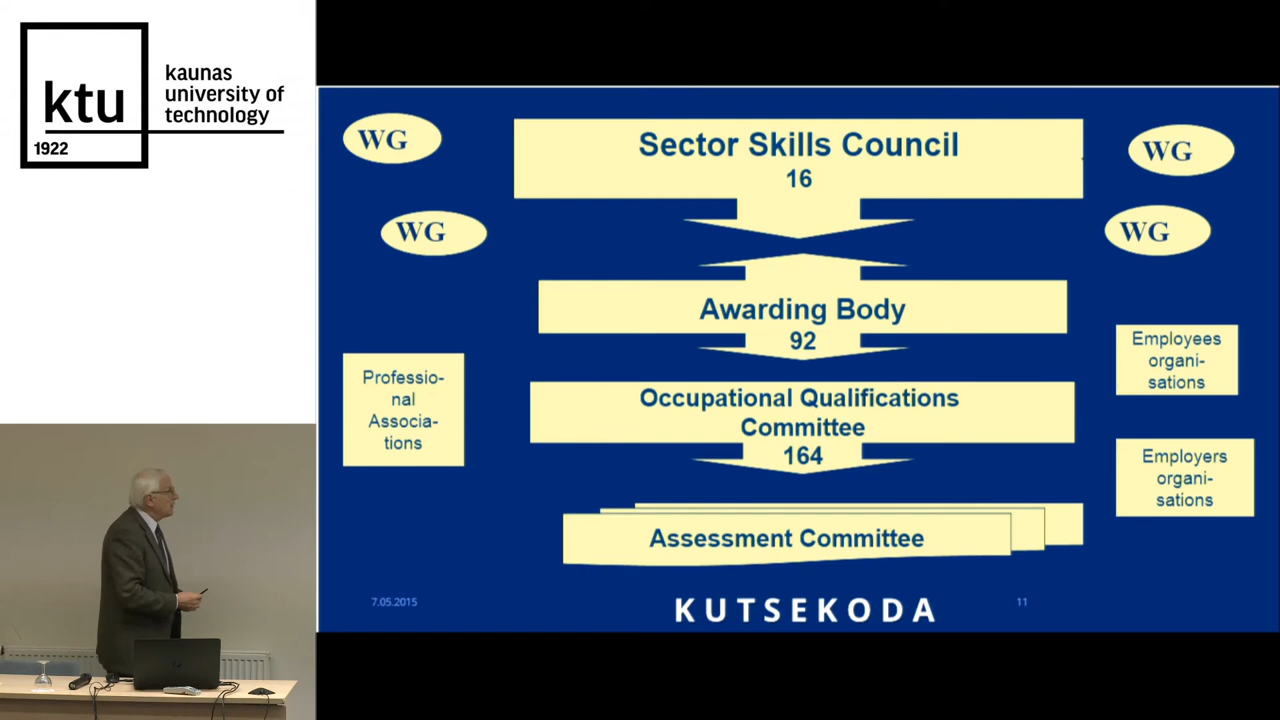 ktu
1922
kaunas
university of
technology
WG
WG
WG
WG
Sector Skills Council
16
Awarding Body
92
Occupational Qualifications
Committee
164
Assessment Committee
Professio-
nal
Associa-
tions
Employees
organi-
sations
Employers
organi-
sations
7.05.2015
KUTSEKODA
11